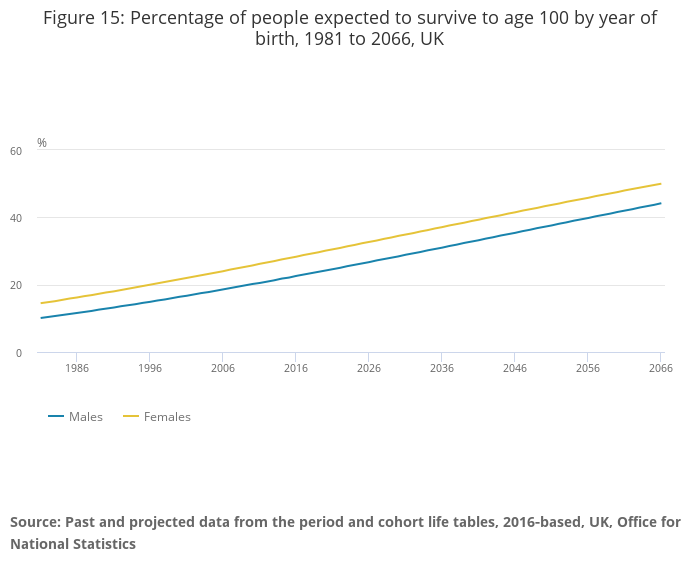 Figure 15: Percentage of people expected to survive to age 100 by year of
birth, 1981 to 2066, UK
%
60
40
20
0
1986 1996 2006 2016 2026 2036 2046 2056 2066
Males Females
Source: Past and projected data from the period and cohort life tables, 2016-based, UK, Office for
National Statistics